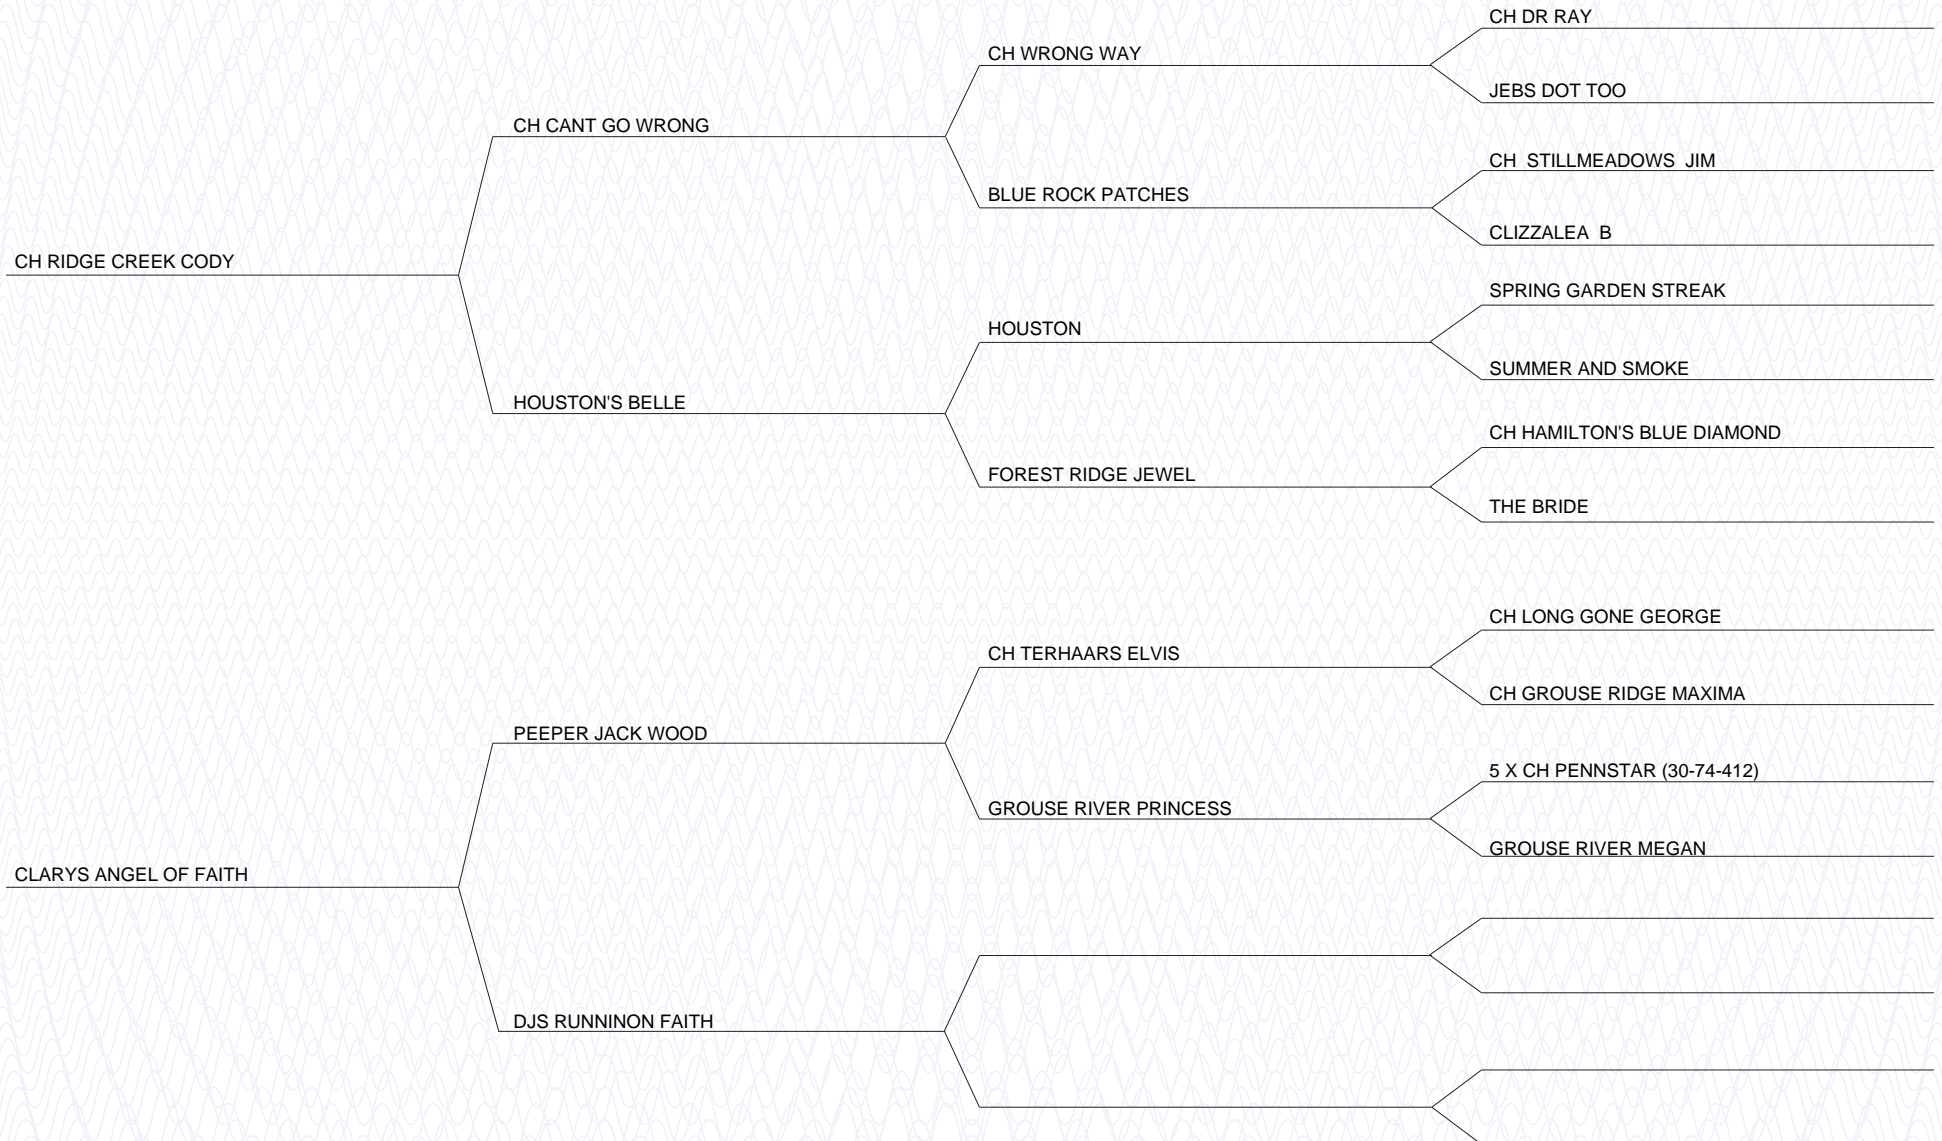 CH DR RAY
CH WRONG WAY
JEBS DOT TOO
CH CANT GO WRONG
CH  STILLMEADOWS  JIM
BLUE ROCK PATCHES
CLIZZALEA  B
CH RIDGE CREEK CODY
SPRING GARDEN STREAK
HOUSTON
SUMMER AND SMOKE
HOUSTON'S BELLE
CH HAMILTON'S BLUE DIAMOND
FOREST RIDGE JEWEL
THE BRIDE
CH LONG GONE GEORGE
CH TERHAARS ELVIS
CH GROUSE RIDGE MAXIMA
PEEPER JACK WOOD
5 X CH PENNSTAR (30-74-412)
GROUSE RIVER PRINCESS
GROUSE RIVER MEGAN
CLARYS ANGEL OF FAITH
DJS RUNNINON FAITH